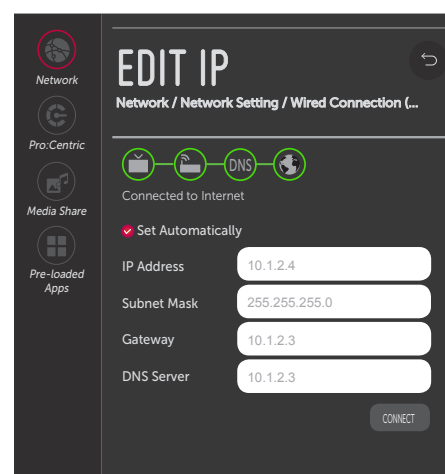 Network
Pro:Centric
Media Share
Pre-loaded
Apps
EDIT IP
Network / Network Setting / Wired Connection (...
DNS
Connected to Internet
Set Automatically
IP Address 10.1.2.4
Subnet Mask 255.255.255.0
Gateway 10.1.2.3
DNS Server 10.1.2.3
CONNECT